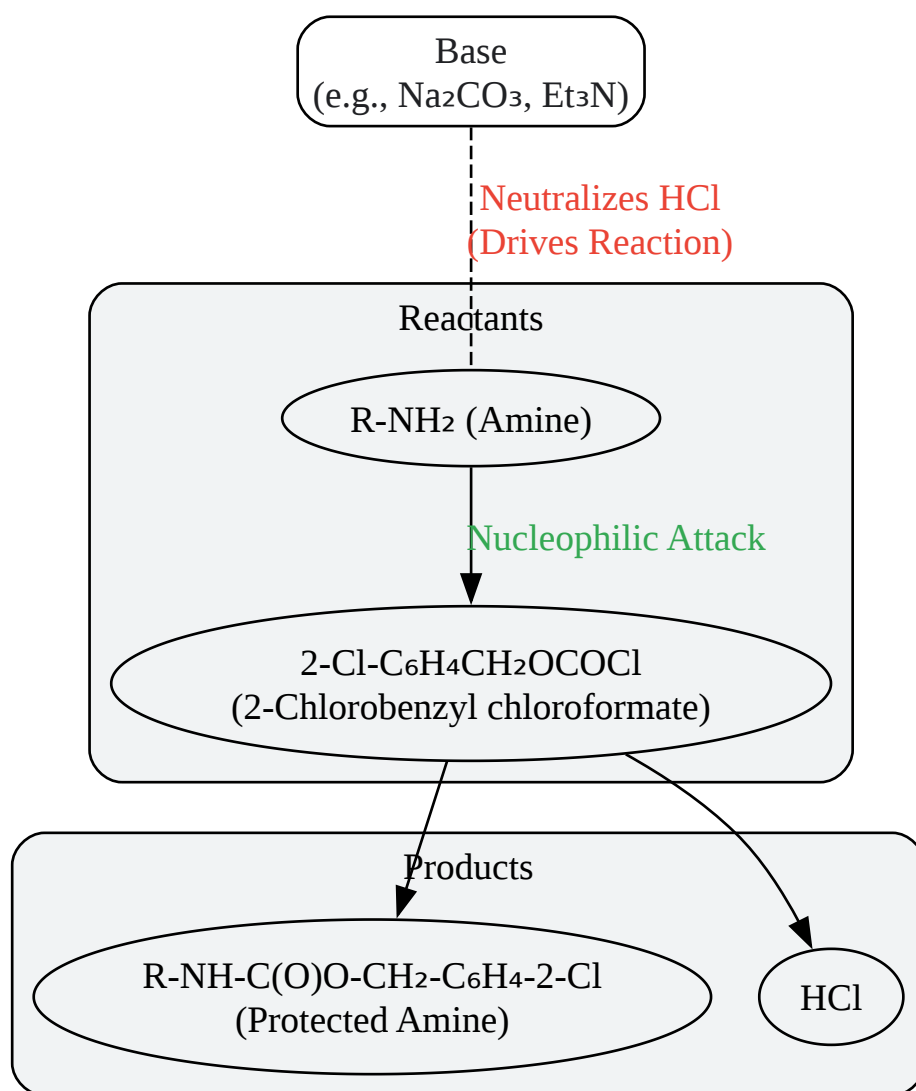 Base
(e.g., Na₂CO₃, Et₃N)
Neutralizes HCl
(Drives Reaction)
Reactants
R-NH₂ (Amine)
Nucleophilic Attack
2-Cl-C₆H₄CH₂OCOCl
(2-Chlorobenzyl chloroformate)
Products
R-NH-C(O)O-CH₂-C₆H₄-2-Cl
(Protected Amine)
HCl